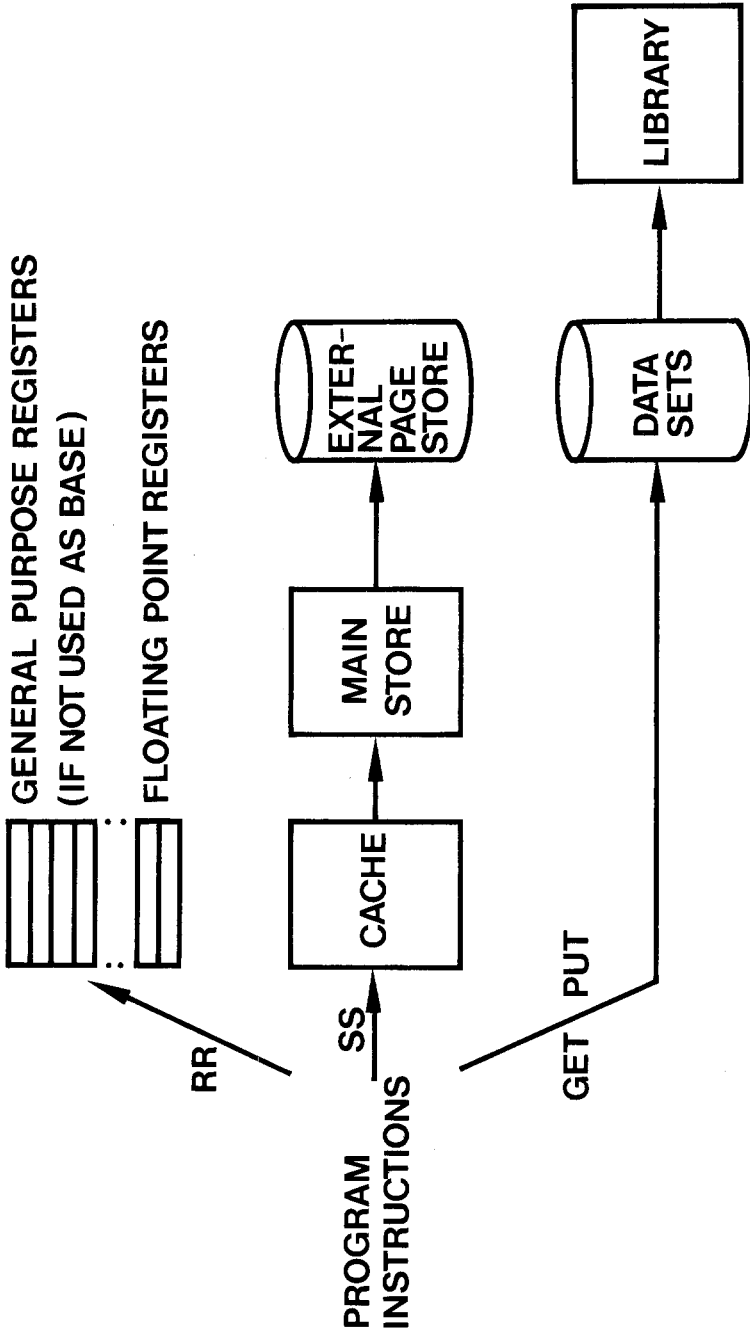 GENERAL PURPOSE REGISTERS
(IF NOT USED AS BASE)
FLOATING POINT REGISTERS
RR
PROGRAM
INSTRUCTIONS
SS
CACHE
MAIN
STORE
EXTER-
NAL
PAGE
STORE
GET PUT
DATA
SETS
LIBRARY